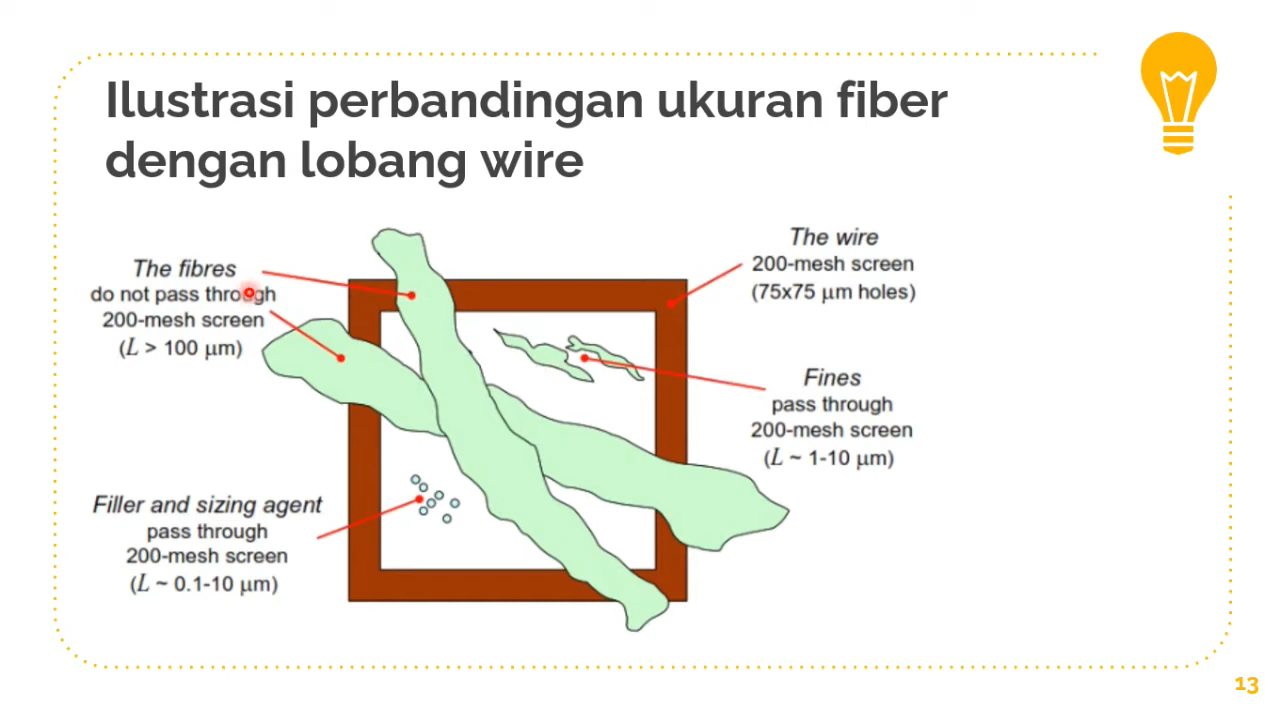 Ilustrasi perbandingan ukuran fiber
dengan lobang wire
The fibres
do not pass through
200-mesh screen
(L > 100 µm)
The wire
200-mesh screen
(75x75 µm holes)
Fines
pass through
200-mesh screen
(L ~ 1-10 µm)
Filler and sizing agent
pass through
200-mesh screen
(L ~ 0.1-10 µm)
13